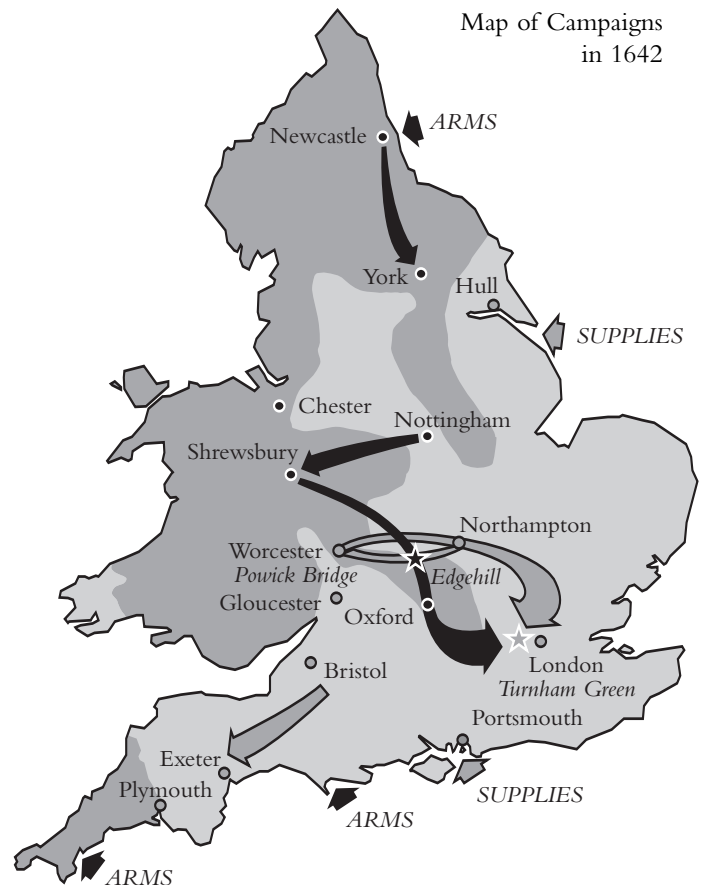 Map of Campaigns
in 1642
ARMS
Newcastle
York
Hull
SUPPLIES
Chester
Nottingham
Shrewsbury
Northampton
Worcester
Powick Bridge
Edgehill
Gloucester
Oxford
London
Turnham Green
Bristol
Portsmouth
Exeter
Plymouth
SUPPLIES
ARMS
ARMS